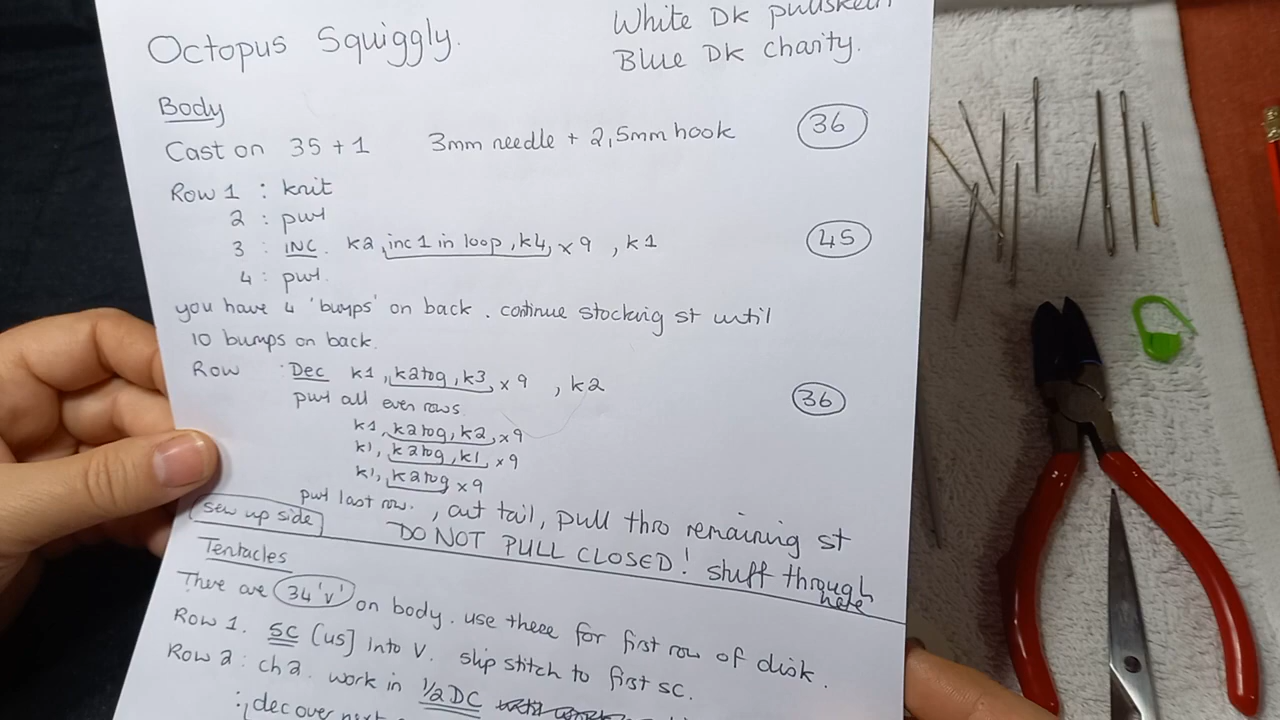 Octopus Squiggly.
White DK pullskein
Blue DK charity.
Body
Cast on 35 + 1 3mm needle + 2,5mm hook 36
Row 1 : knit
2 : purl
3 : INC. k2, inc 1 in loop, k4, x 9 , k1 45
4 : purl.
you have 4 'bumps' on back. continue stocking st until
10 bumps on back.
Row : Dec k1, k2tog, k3 x 9 , k2 36
purl all even rows.
k1, k2tog, k2, x 9
k1, k2tog, k1 x 9
k1, k2tog x 9
purl last row. , cut tail, pull thro remaining st
sew up side DO NOT PULL CLOSED! stuff through
here
Tentacles
There are 34 'v' on body. use these for first row of disk.
Row 1. SC [us] into V. slip stitch to first sc.
Row 2 : ch 2. work in 1/2 DC
: dec over next